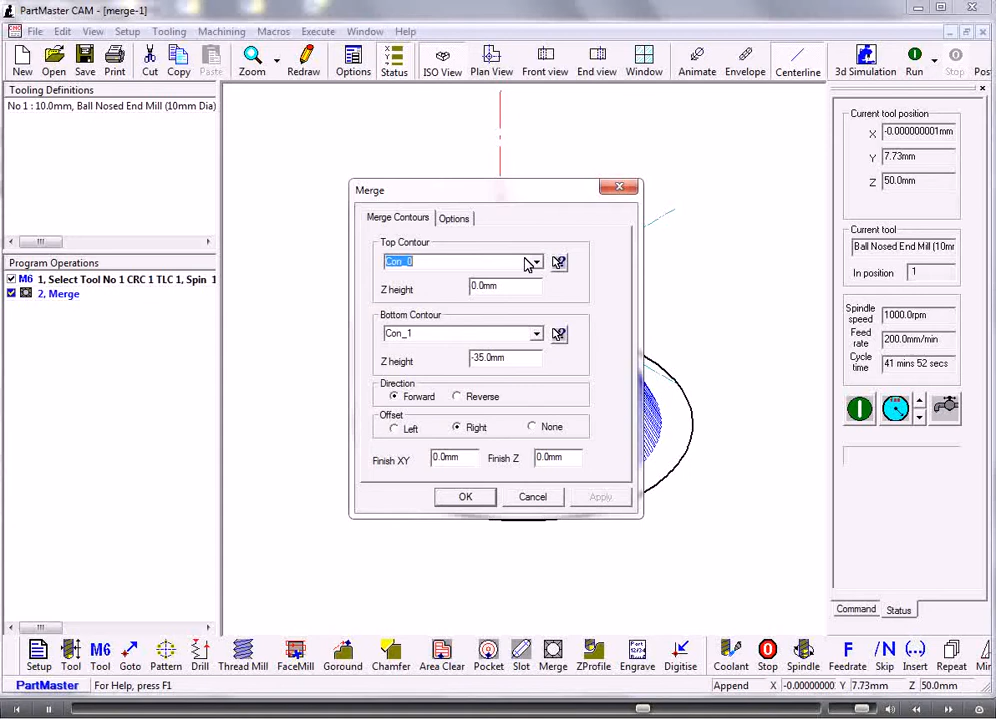 PartMaster CAM - [merge-1]
File Edit View Setup Tooling Machining Macros Execute Window Help
New Open Save Print Cut Copy Paste Zoom Redraw Options Status ISO View Plan View Front view End view Window Animate Envelope Centerline 3d Simulation Run Stop Pos
Tooling Definitions
No 1 : 10.0mm, Ball Nosed End Mill (10mm Dia)
Program Operations
M6 1, Select Tool No 1 CRC 1 TLC 1, Spin 1
2, Merge
Merge
Merge Contours Options
Top Contour
Con_0
Z height 0.0mm
Bottom Contour
Con_1
Z height -35.0mm
Direction
Forward Reverse
Offset
Left Right None
Finish XY 0.0mm Finish Z 0.0mm
OK Cancel Apply
Current tool position
X -0.000000001mm
Y 7.73mm
Z 50.0mm
Current tool
Ball Nosed End Mill (10m
In position 1
Spindle speed 1000.0rpm
Feed rate 200.0mm/min
Cycle time 41 mins 52 secs
Command Status
M6 F /N (..)
Setup Tool Tool Goto Pattern Drill Thread Mill FaceMill Goround Chamfer Area Clear Pocket Slot Merge ZProfile Engrave Digitise Coolant Stop Spindle Feedrate Skip Insert Repeat Mir
PartMaster For Help, press F1 Append X -0.00000000 Y 7.73mm Z 50.0mm